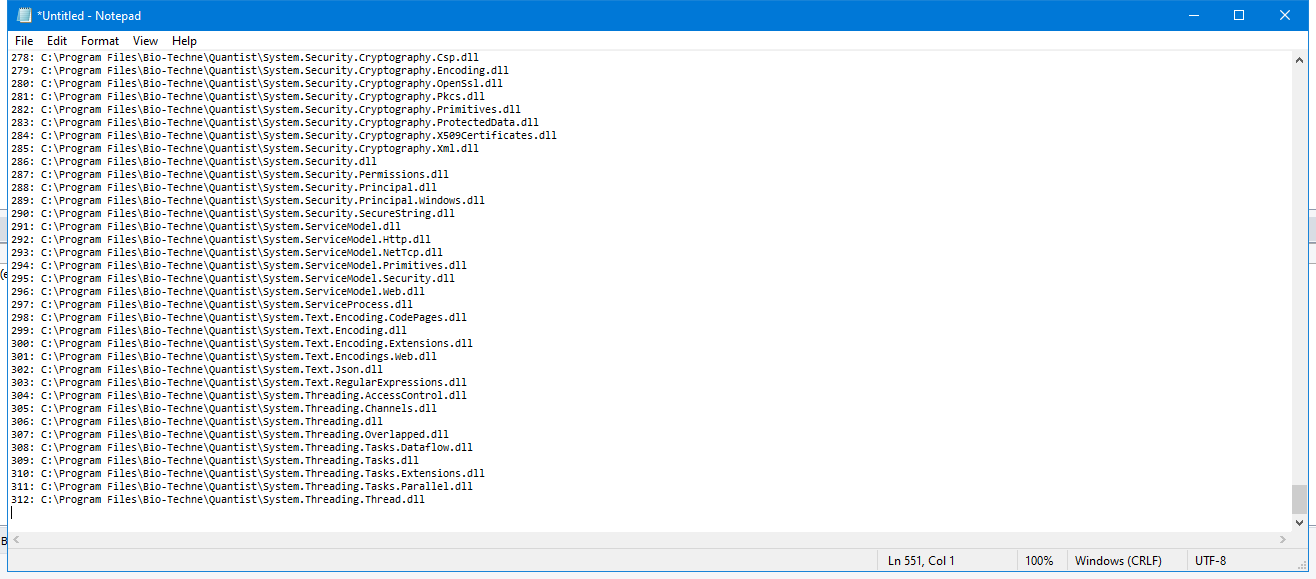 *Untitled - Notepad
File Edit Format View Help
278: C:\Program Files\Bio-Techne\Quantist\System.Security.Cryptography.Csp.dll
279: C:\Program Files\Bio-Techne\Quantist\System.Security.Cryptography.Encoding.dll
280: C:\Program Files\Bio-Techne\Quantist\System.Security.Cryptography.OpenSsl.dll
281: C:\Program Files\Bio-Techne\Quantist\System.Security.Cryptography.Pkcs.dll
282: C:\Program Files\Bio-Techne\Quantist\System.Security.Cryptography.Primitives.dll
283: C:\Program Files\Bio-Techne\Quantist\System.Security.Cryptography.ProtectedData.dll
284: C:\Program Files\Bio-Techne\Quantist\System.Security.Cryptography.X509Certificates.dll
285: C:\Program Files\Bio-Techne\Quantist\System.Security.Cryptography.Xml.dll
286: C:\Program Files\Bio-Techne\Quantist\System.Security.dll
287: C:\Program Files\Bio-Techne\Quantist\System.Security.Permissions.dll
288: C:\Program Files\Bio-Techne\Quantist\System.Security.Principal.dll
289: C:\Program Files\Bio-Techne\Quantist\System.Security.Principal.Windows.dll
290: C:\Program Files\Bio-Techne\Quantist\System.Security.SecureString.dll
291: C:\Program Files\Bio-Techne\Quantist\System.ServiceModel.dll
292: C:\Program Files\Bio-Techne\Quantist\System.ServiceModel.Http.dll
293: C:\Program Files\Bio-Techne\Quantist\System.ServiceModel.NetTcp.dll
294: C:\Program Files\Bio-Techne\Quantist\System.ServiceModel.Primitives.dll
295: C:\Program Files\Bio-Techne\Quantist\System.ServiceModel.Security.dll
296: C:\Program Files\Bio-Techne\Quantist\System.ServiceModel.Web.dll
297: C:\Program Files\Bio-Techne\Quantist\System.ServiceProcess.dll
298: C:\Program Files\Bio-Techne\Quantist\System.Text.Encoding.CodePages.dll
299: C:\Program Files\Bio-Techne\Quantist\System.Text.Encoding.dll
300: C:\Program Files\Bio-Techne\Quantist\System.Text.Encoding.Extensions.dll
301: C:\Program Files\Bio-Techne\Quantist\System.Text.Encodings.Web.dll
302: C:\Program Files\Bio-Techne\Quantist\System.Text.Json.dll
303: C:\Program Files\Bio-Techne\Quantist\System.Text.RegularExpressions.dll
304: C:\Program Files\Bio-Techne\Quantist\System.Threading.AccessControl.dll
305: C:\Program Files\Bio-Techne\Quantist\System.Threading.Channels.dll
306: C:\Program Files\Bio-Techne\Quantist\System.Threading.dll
307: C:\Program Files\Bio-Techne\Quantist\System.Threading.Overlapped.dll
308: C:\Program Files\Bio-Techne\Quantist\System.Threading.Tasks.Dataflow.dll
309: C:\Program Files\Bio-Techne\Quantist\System.Threading.Tasks.dll
310: C:\Program Files\Bio-Techne\Quantist\System.Threading.Tasks.Extensions.dll
311: C:\Program Files\Bio-Techne\Quantist\System.Threading.Tasks.Parallel.dll
312: C:\Program Files\Bio-Techne\Quantist\System.Threading.Thread.dll
Ln 551, Col 1 100% Windows (CRLF) UTF-8